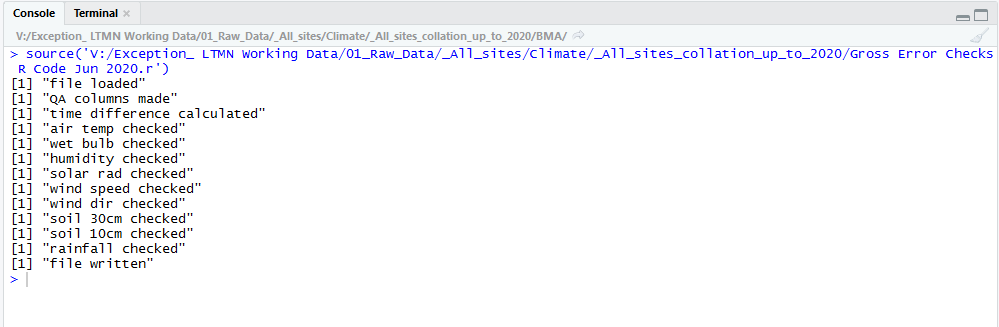 Console Terminal ×
V:/Exception_ LTMN Working Data/01_Raw_Data/_All_sites/Climate/_All_sites_collation_up_to_2020/BMA/
> source('V:/Exception_ LTMN Working Data/01_Raw_Data/_All_sites/Climate/_All_sites_collation_up_to_2020/Gross Error Checks
R Code Jun 2020.r')
[1] "file loaded"
[1] "QA columns made"
[1] "time difference calculated"
[1] "air temp checked"
[1] "wet bulb checked"
[1] "humidity checked"
[1] "solar rad checked"
[1] "wind speed checked"
[1] "wind dir checked"
[1] "soil 30cm checked"
[1] "soil 10cm checked"
[1] "rainfall checked"
[1] "file written"
>